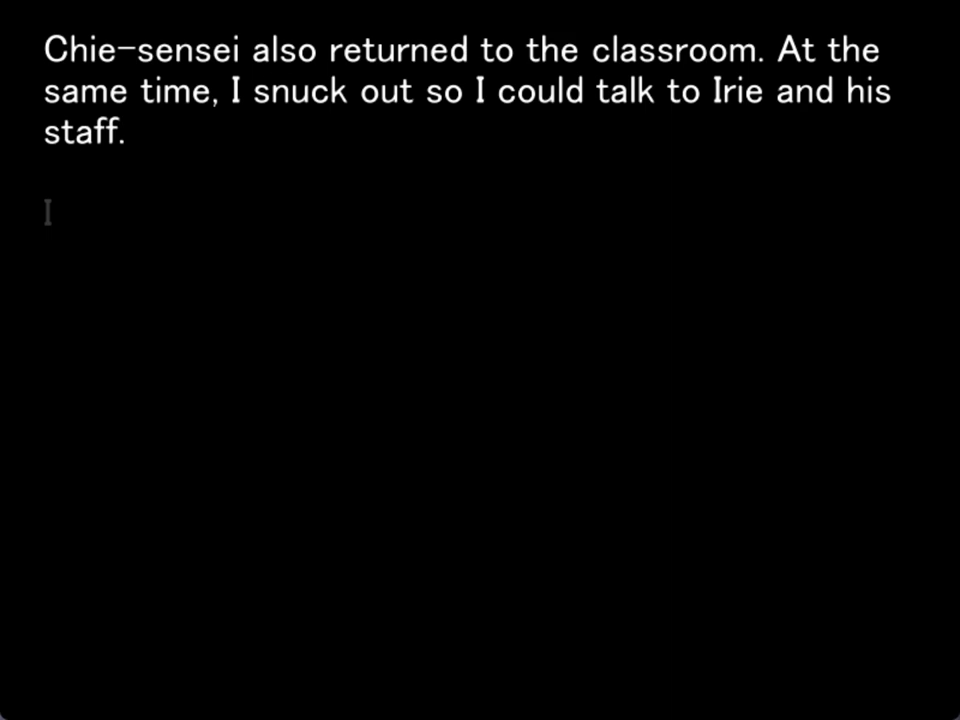 Chie-sensei also returned to the classroom. At the
same time, I snuck out so I could talk to Irie and his
staff.
I